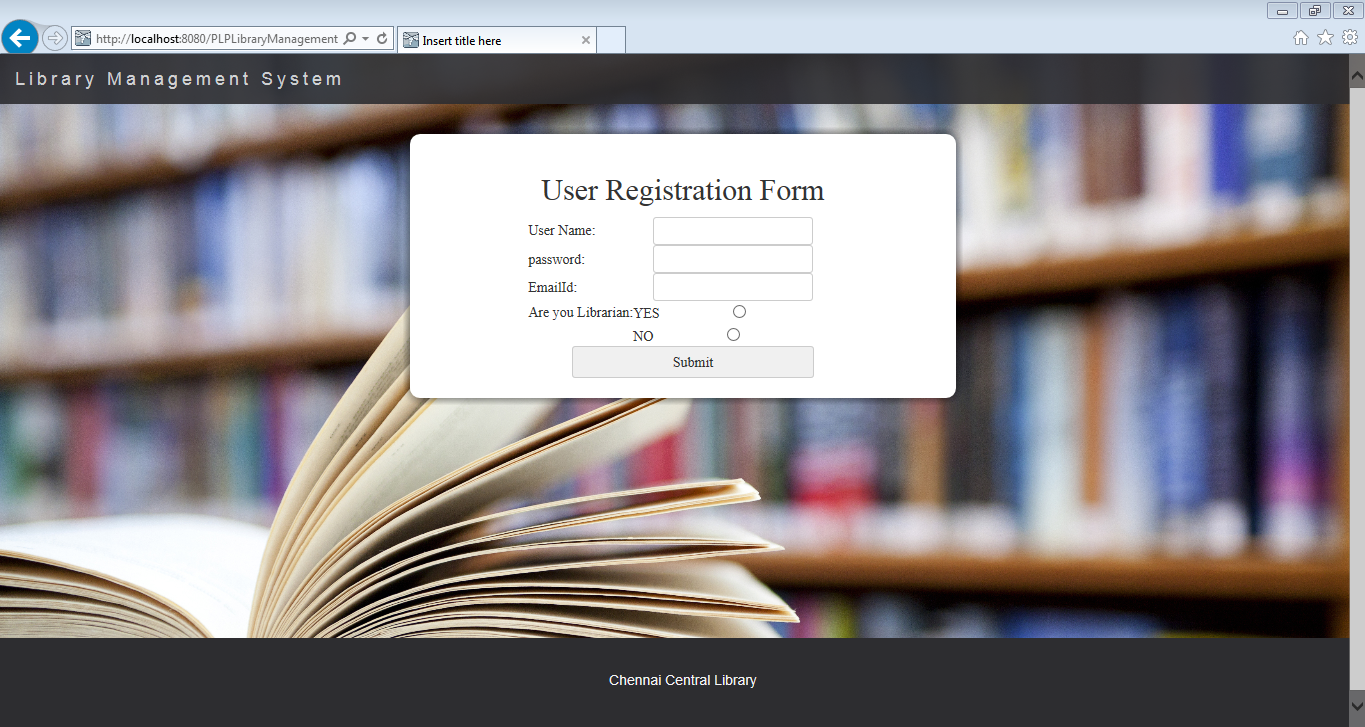 http://localhost:8080/PLPLibraryManagement
Insert title here
Library Management System
User Registration Form
User Name:
password:
EmailId:
Are you Librarian:YES
NO
Submit
Chennai Central Library